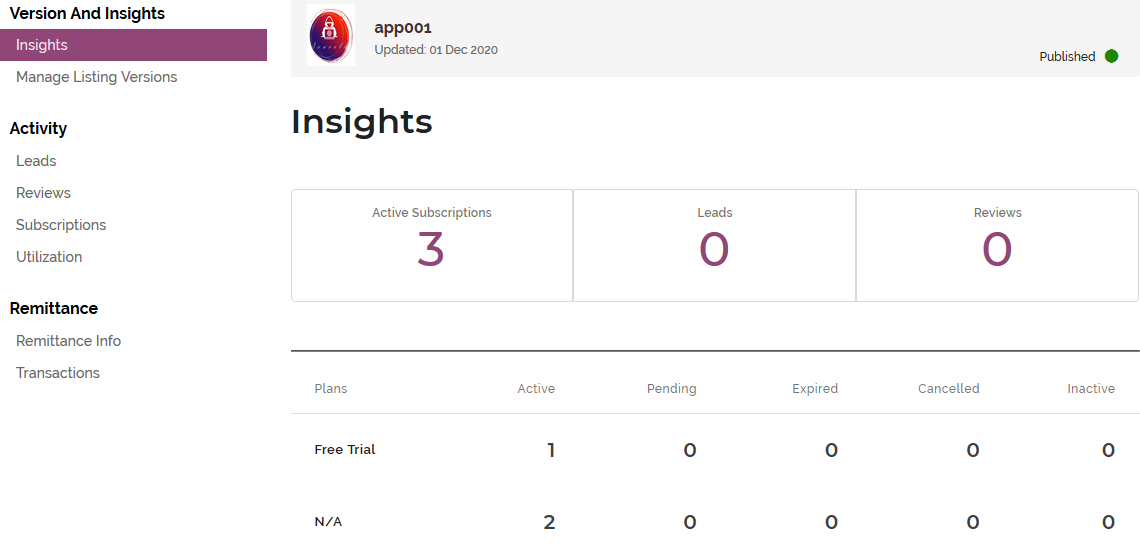 Version And Insights
Insights
Manage Listing Versions
Activity
Leads
Reviews
Subscriptions
Utilization
Remittance
Remittance Info
Transactions
app001
Updated: 01 Dec 2020
Published
Insights
Active Subscriptions Leads Reviews
3 0 0
Plans Active Pending Expired Cancelled Inactive
Free Trial 1 0 0 0 0
N/A 2 0 0 0 0